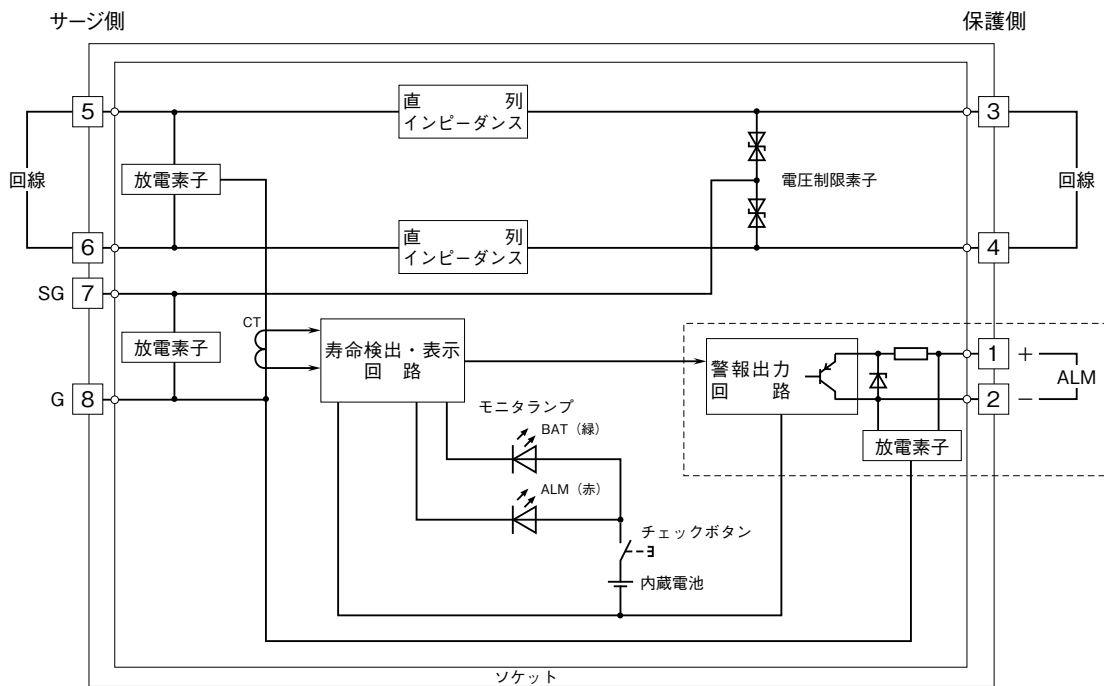 サージ側
保護側
5
直 列
インピーダンス
3
回線
放電素子
電圧制限素子
回線
6
直 列
インピーダンス
4
SG 7
放電素子
CT
寿命検出・表示
回 路
警報出力
回 路
1 +
ALM
2 −
G 8
モニタランプ
BAT（緑）
放電素子
ALM（赤）
チェックボタン
内蔵電池
ソケット